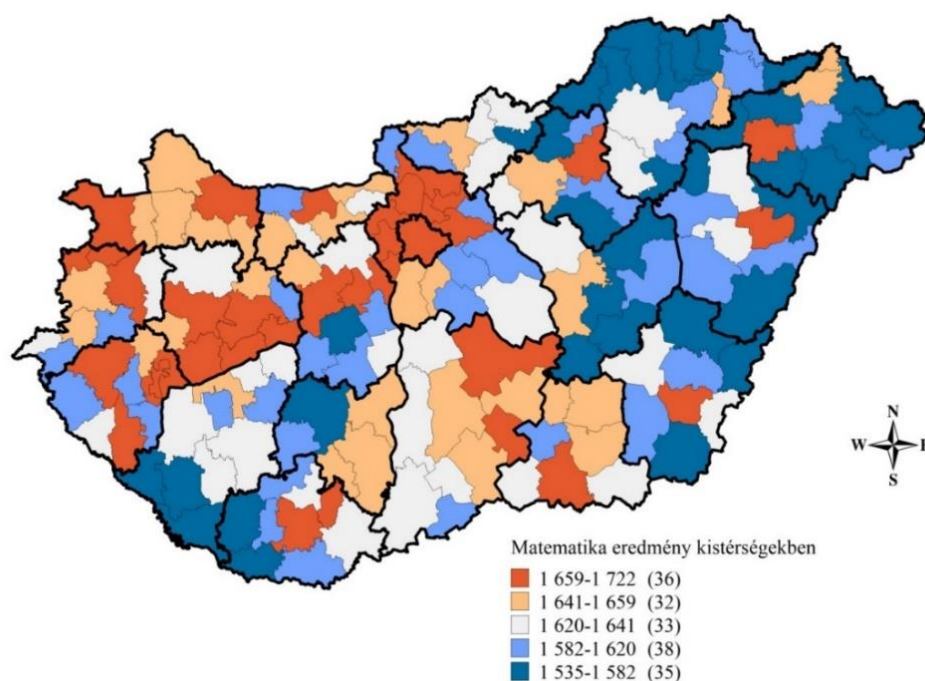 N
W E
S
Matematika eredmény kistérségekben
1 659-1 722 (36)
1 641-1 659 (32)
1 620-1 641 (33)
1 582-1 620 (38)
1 535-1 582 (35)